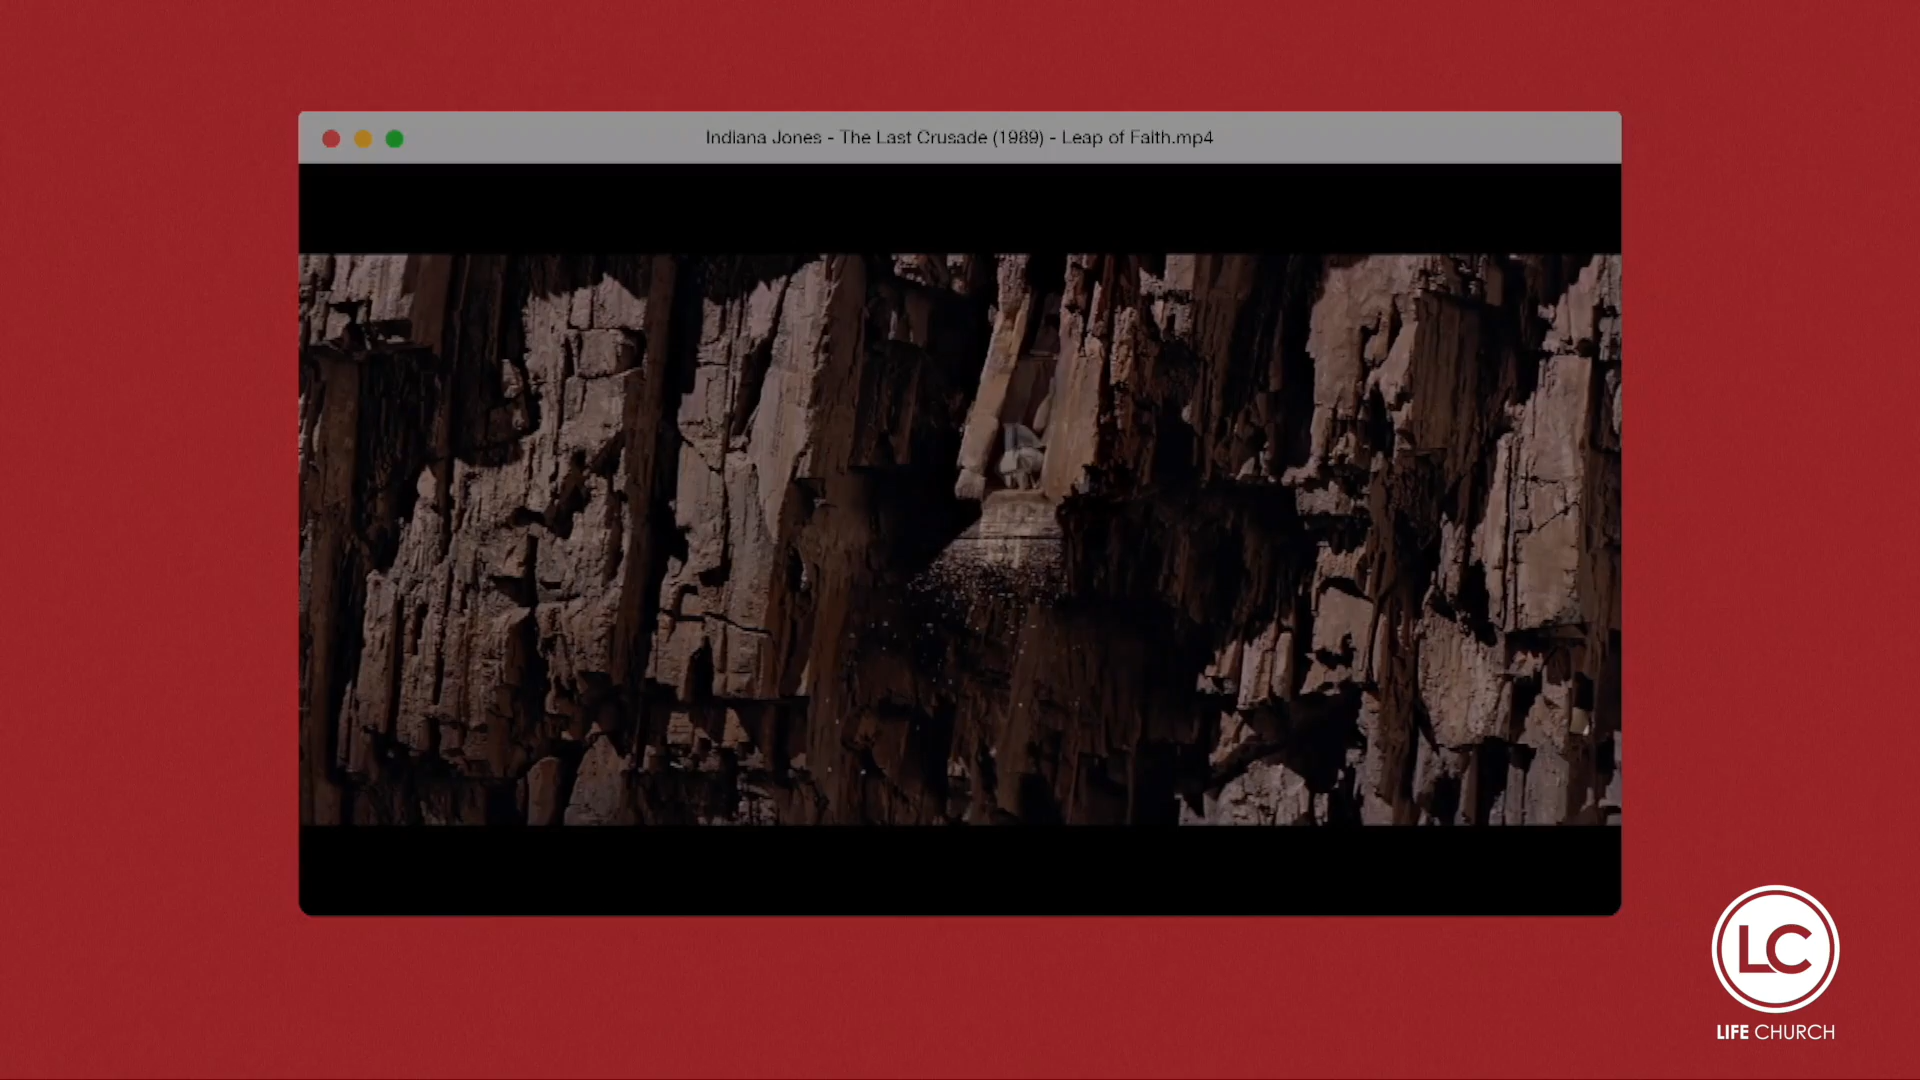 Indiana Jones - The Last Crusade (1989) - Leap of Faith.mp4
LC
LIFE CHURCH